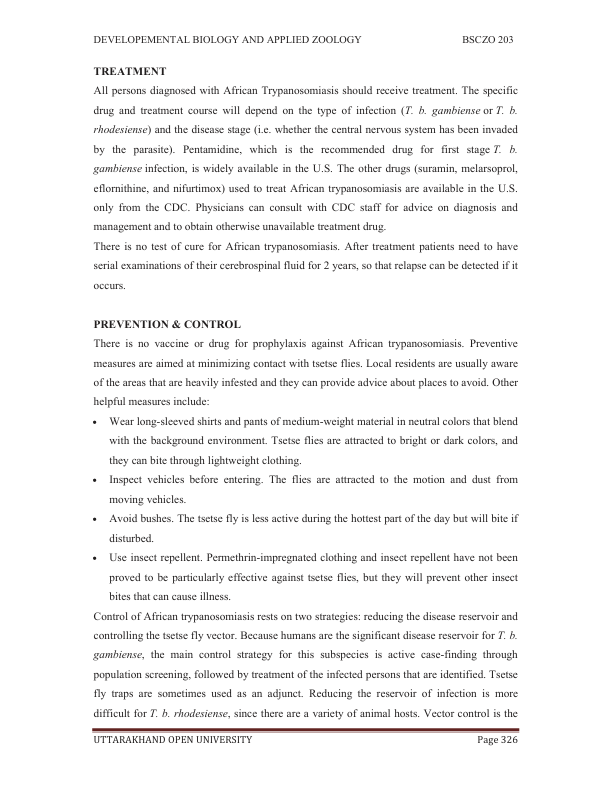 DEVELOPEMENTAL BIOLOGY AND APPLIED ZOOLOGY BSCZO 203
TREATMENT
All persons diagnosed with African Trypanosomiasis should receive treatment. The specific
drug and treatment course will depend on the type of infection (T. b. gambiense or T. b.
rhodesiense) and the disease stage (i.e. whether the central nervous system has been invaded
by the parasite). Pentamidine, which is the recommended drug for first stage T. b.
gambiense infection, is widely available in the U.S. The other drugs (suramin, melarsoprol,
eflornithine, and nifurtimox) used to treat African trypanosomiasis are available in the U.S.
only from the CDC. Physicians can consult with CDC staff for advice on diagnosis and
management and to obtain otherwise unavailable treatment drug.
There is no test of cure for African trypanosomiasis. After treatment patients need to have
serial examinations of their cerebrospinal fluid for 2 years, so that relapse can be detected if it
occurs.
PREVENTION & CONTROL
There is no vaccine or drug for prophylaxis against African trypanosomiasis. Preventive
measures are aimed at minimizing contact with tsetse flies. Local residents are usually aware
of the areas that are heavily infested and they can provide advice about places to avoid. Other
helpful measures include:
• Wear long-sleeved shirts and pants of medium-weight material in neutral colors that blend
with the background environment. Tsetse flies are attracted to bright or dark colors, and
they can bite through lightweight clothing.
• Inspect vehicles before entering. The flies are attracted to the motion and dust from
moving vehicles.
• Avoid bushes. The tsetse fly is less active during the hottest part of the day but will bite if
disturbed.
• Use insect repellent. Permethrin-impregnated clothing and insect repellent have not been
proved to be particularly effective against tsetse flies, but they will prevent other insect
bites that can cause illness.
Control of African trypanosomiasis rests on two strategies: reducing the disease reservoir and
controlling the tsetse fly vector. Because humans are the significant disease reservoir for T. b.
gambiense, the main control strategy for this subspecies is active case-finding through
population screening, followed by treatment of the infected persons that are identified. Tsetse
fly traps are sometimes used as an adjunct. Reducing the reservoir of infection is more
difficult for T. b. rhodesiense, since there are a variety of animal hosts. Vector control is the
UTTARAKHAND OPEN UNIVERSITY Page 326